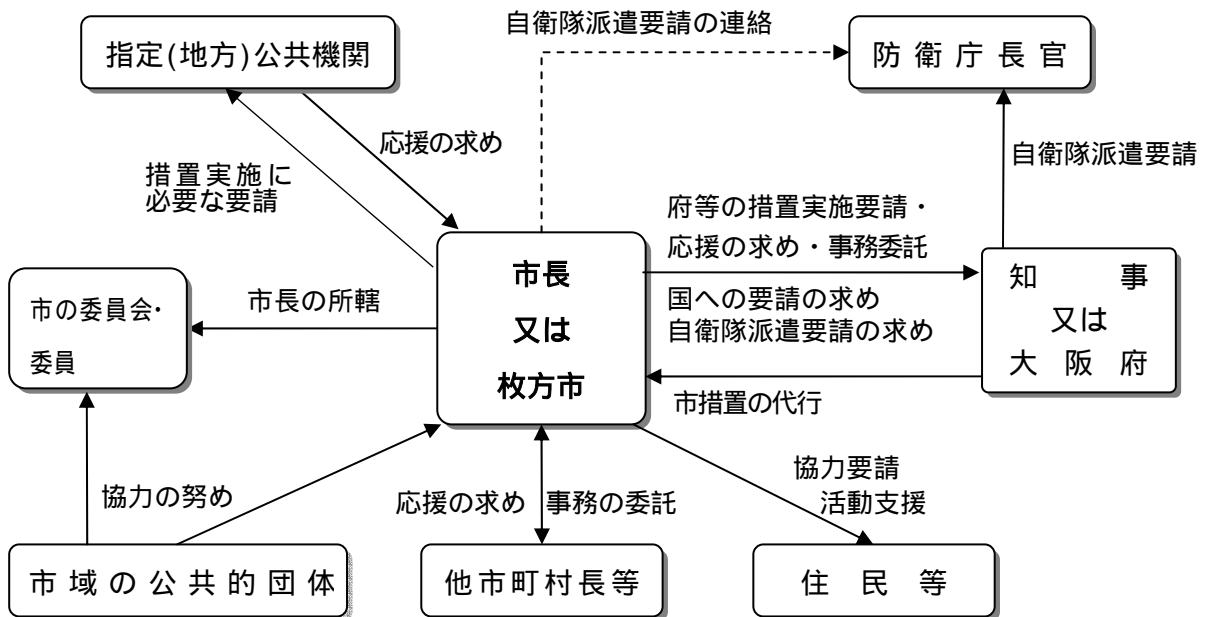 自衛隊派遣要請の連絡
指定(地方)公共機関
防衛庁長官
応援の求め
自衛隊派遣要請
措置実施に
必要な要請
府等の措置実施要請・
応援の求め・事務委託
市長
又は
枚方市
知事
又は
大阪府
市の委員会・
委員
市長の所轄
国への要請の求め
自衛隊派遣要請の求め
市措置の代行
協力の努め
応援の求め
事務の委託
協力要請
活動支援
市域の公共的団体
他市町村長等
住民等